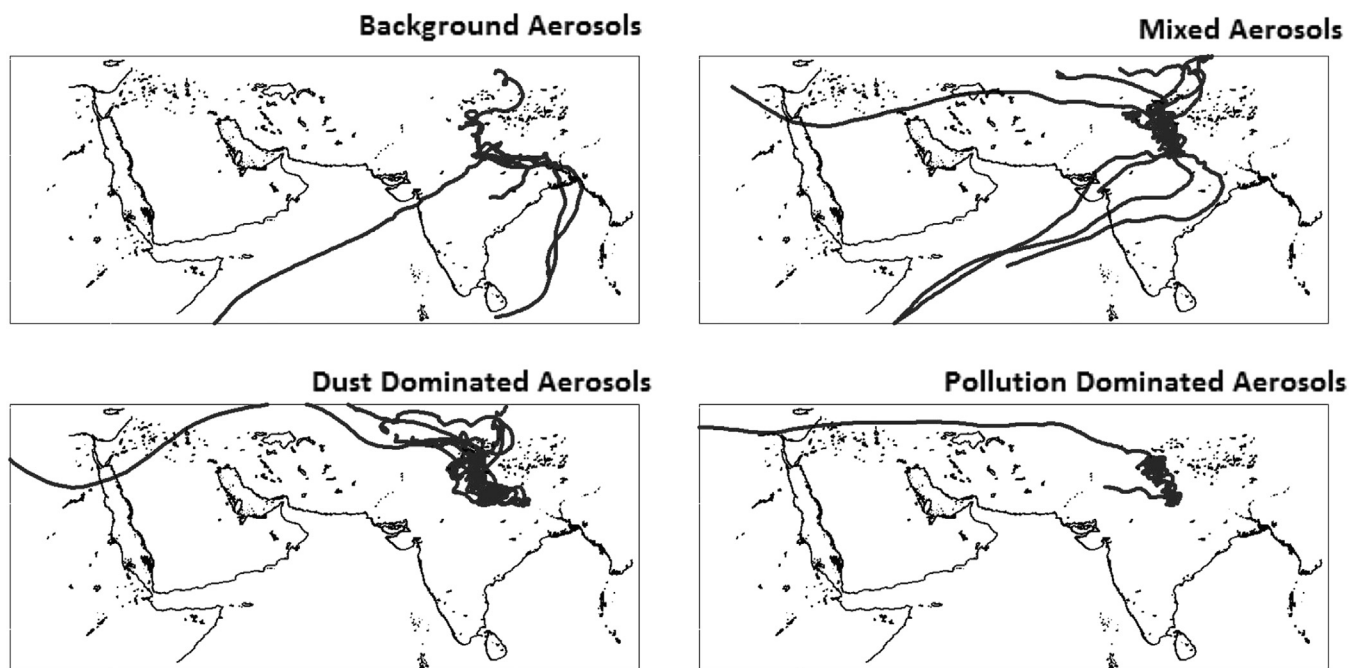 Background Aerosols
Mixed Aerosols
Dust Dominated Aerosols
Pollution Dominated Aerosols